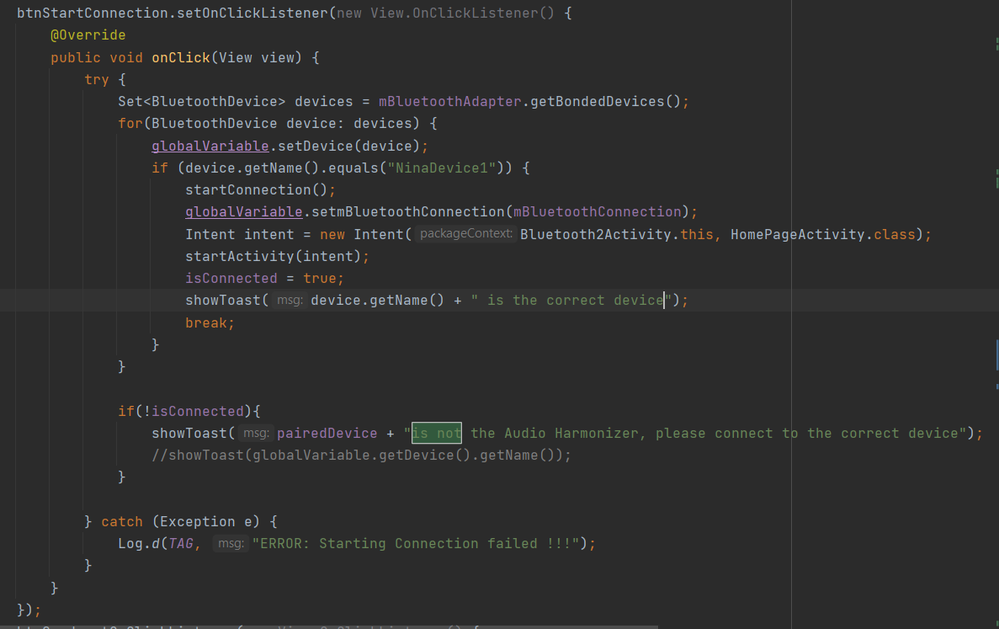 btnStartConnection.setOnClickListener(new View.OnClickListener() {
    @Override
    public void onClick(View view) {
        try {
            Set<BluetoothDevice> devices = mBluetoothAdapter.getBondedDevices();
            for(BluetoothDevice device: devices) {
                globalVariable.setDevice(device);
                if (device.getName().equals("NinaDevice1")) {
                    startConnection();
                    globalVariable.setmBluetoothConnection(mBluetoothConnection);
                    Intent intent = new Intent( packageContext: Bluetooth2Activity.this, HomePageActivity.class);
                    startActivity(intent);
                    isConnected = true;
                    showToast( msg: device.getName() + " is the correct device");
                    break;
                }
            }
            if(!isConnected){
                showToast( msg: pairedDevice + "is not the Audio Harmonizer, please connect to the correct device");
                //showToast(globalVariable.getDevice().getName());
            }
        } catch (Exception e) {
            Log.d(TAG, msg: "ERROR: Starting Connection failed !!!");
        }
    }
});